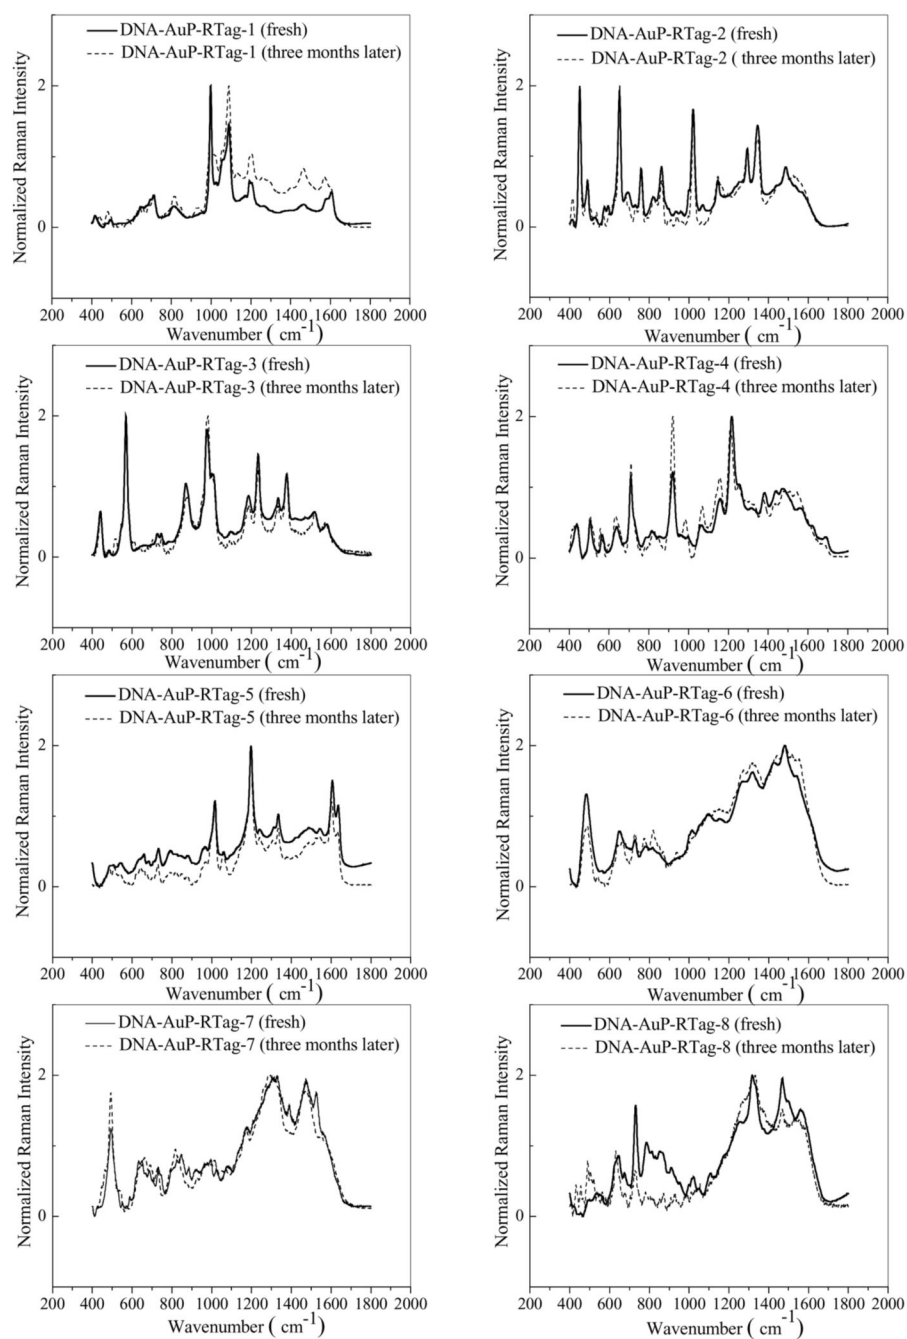 DNA-AuP-RTag-1 (fresh)
DNA-AuP-RTag-1 (three months later)
Normalized Raman Intensity
2
0
200 400 600 800 1000 1200 1400 1600 1800 2000
Wavenumber ( cm-1)
DNA-AuP-RTag-2 (fresh)
DNA-AuP-RTag-2 ( three months later)
Normalized Raman Intensity
2
0
200 400 600 800 1000 1200 1400 1600 1800 2000
Wavenumber ( cm-1)
DNA-AuP-RTag-3 (fresh)
DNA-AuP-RTag-3 (three months later)
Normalized Raman Intensity
2
0
200 400 600 800 1000 1200 1400 1600 1800 2000
Wavenumber ( cm-1)
DNA-AuP-RTag-4 (fresh)
DNA-AuP-RTag-4 (three months later)
Normalized Raman Intensity
2
0
200 400 600 800 1000 1200 1400 1600 1800 2000
Wavenumber ( cm-1)
DNA-AuP-RTag-5 (fresh)
DNA-AuP-RTag-5 (three months later)
Normalized Raman Intensity
2
0
200 400 600 800 1000 1200 1400 1600 1800 2000
Wavenumber ( cm-1)
DNA-AuP-RTag-6 (fresh)
DNA-AuP-RTag-6 (three months later)
Normalized Raman Intensity
2
0
200 400 600 800 1000 1200 1400 1600 1800 2000
Wavenumber ( cm-1)
DNA-AuP-RTag-7 (fresh)
DNA-AuP-RTag-7 (three months later)
Normalized Raman Intensity
2
0
200 400 600 800 1000 1200 1400 1600 1800 2000
Wavenumber ( cm-1)
DNA-AuP-RTag-8 (fresh)
DNA-AuP-RTag-8 (three months later)
Normalized Raman Intensity
2
0
200 400 600 800 1000 1200 1400 1600 1800 2000
Wavenumber ( cm-1)